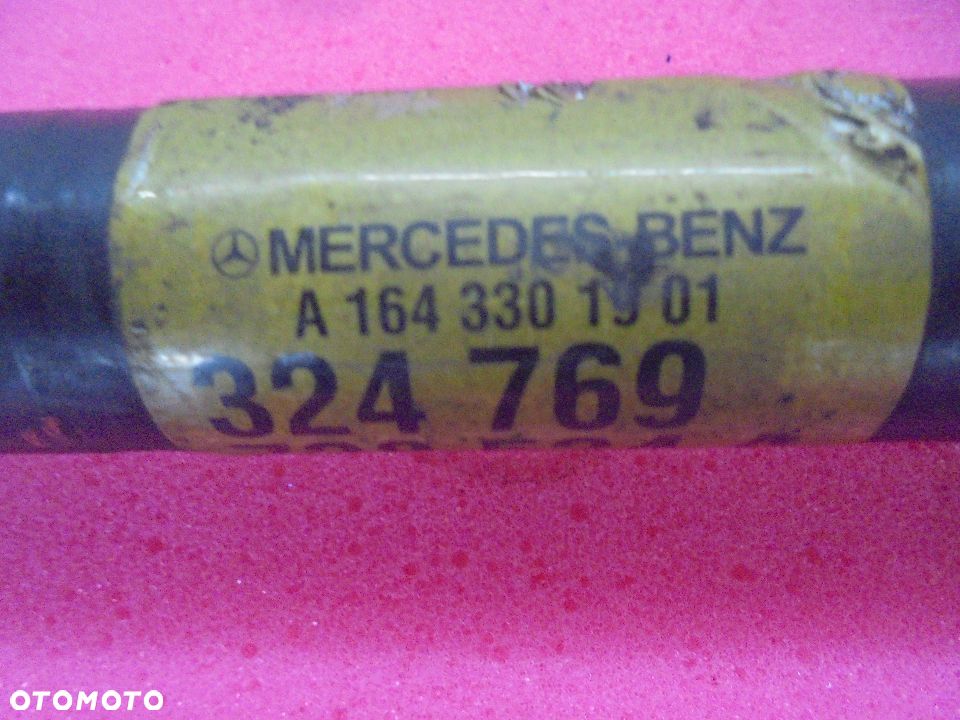 MERCEDES-BENZ
A 164 330 19 01
324 769
OTOMOTO